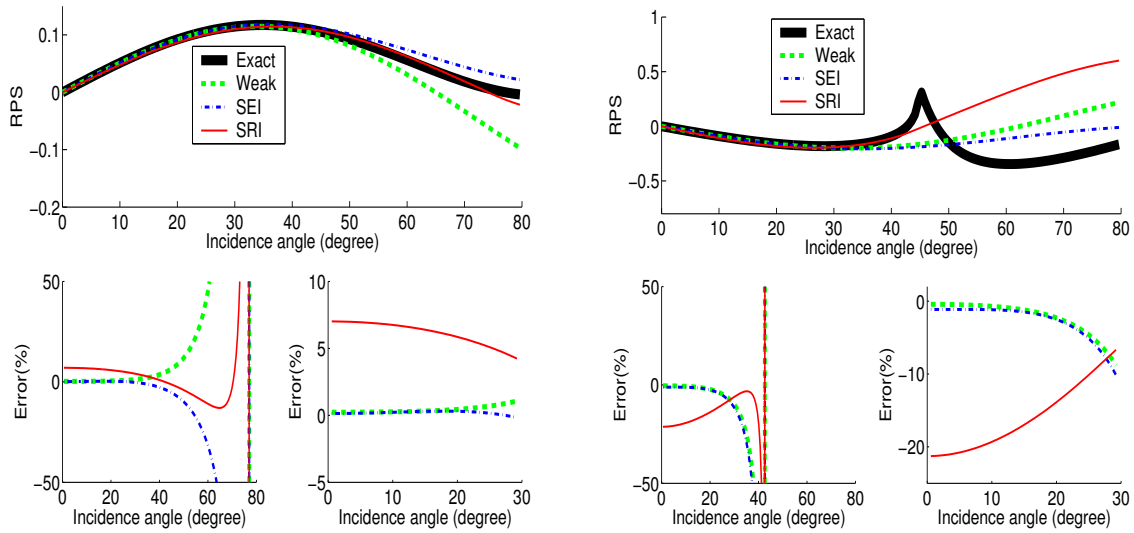 0.1
0
−0.1
−0.2
RPS
Exact
Weak
SEI
SRI
0 10 20 30 40 50 60 70 80
Incidence angle (degree)
1
0.5
0
−0.5
RPS
Exact
Weak
SEI
SRI
0 10 20 30 40 50 60 70 80
Incidence angle (degree)
50
0
−50
Error(%)
0 20 40 60 80
Incidence angle (degree)
10
5
0
−5
Error(%)
0 10 20 30
Incidence angle (degree)
50
0
−50
Error(%)
0 20 40 60 80
Incidence angle (degree)
0
−10
−20
Error(%)
0 10 20 30
Incidence angle (degree)